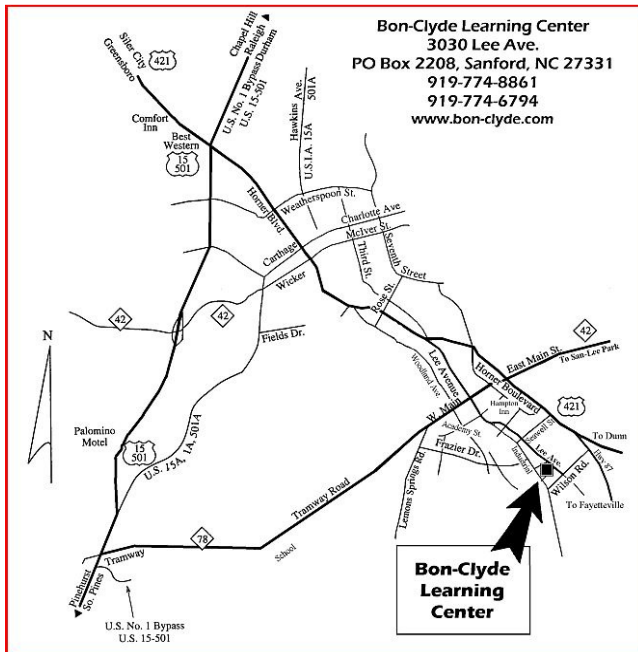 Bon-Clyde Learning Center
3030 Lee Ave.
PO Box 2208, Sanford, NC 27331
919-774-8861
919-774-6794
www.bon-clyde.com
Siler City
Greensboro
421
Chapel Hill
Raleigh
Durham
U.S. No. 1 Bypass
U.S. 15-501
Comfort
Inn
Best
Western
15
501
Hawkins Ave.
U.S.I.A. 15A
501A
Horner Blvd.
Weatherspoon St.
Charlotte Ave
McIver St.
Carthage
Wicker
Third St.
Seventh
Street
Rose St.
42
42
Fields Dr.
N
42
East Main St.
To San-Lee Park
Lee Avenue
Woodland Ave.
W. Main
Horner Boulevard
421
Hampton
Inn
Academy St.
Frazier Dr.
Industrial
Lee Ave.
Wilson Rd.
Hwy 87
To Dunn
To Fayetteville
Lemons Springs Rd.
Palomino
Motel
15
501
U.S. 15A, 1A, 501A
Tramway Road
78
Tramway
School
Pinehurst
So. Pines
U.S. No. 1 Bypass
U.S. 15-501
Bon-Clyde
Learning
Center